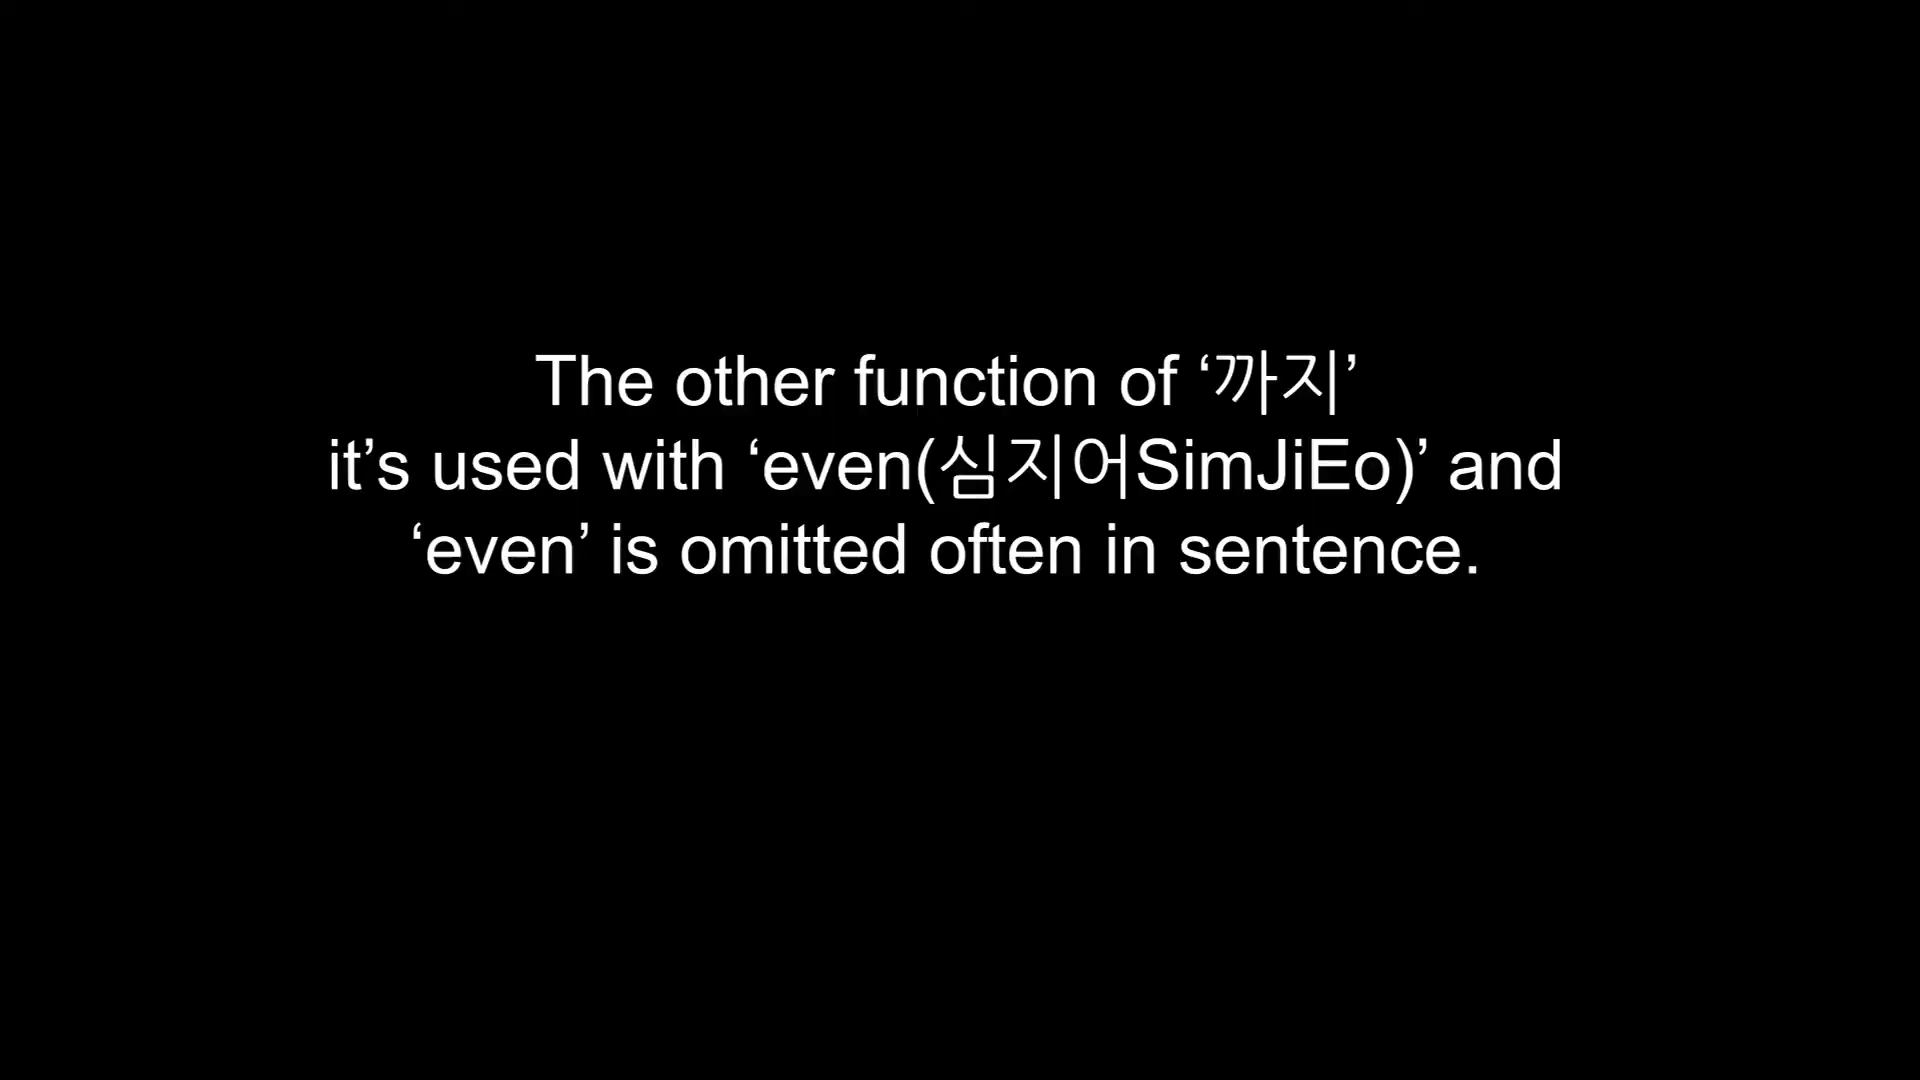 The other function of ‘까지’
it’s used with ‘even(심지어SimJiEo)’ and
‘even’ is omitted often in sentence.